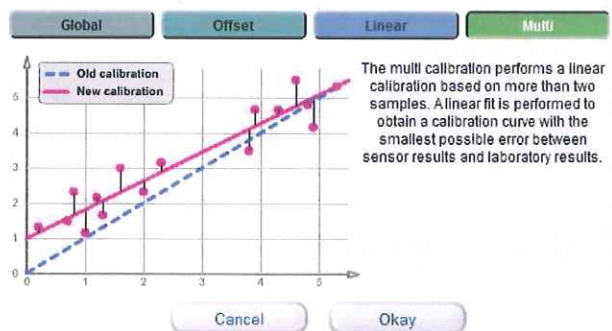 Global Offset Linear Multi
Old calibration
New calibration
The multi calibration performs a linear
calibration based on more than two
samples. A linear fit is performed to
obtain a calibration curve with the
smallest possible error between
sensor results and laboratory results.
5
4
3
2
1
0
0 1 2 3 4 5
Cancel Okay